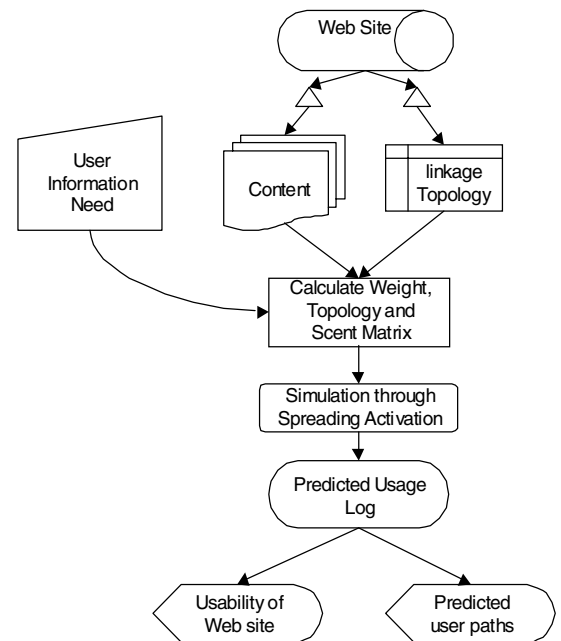 Web Site
User
Information
Need
Content
linkage
Topology
Calculate Weight,
Topology and
Scent Matrix
Simulation through
Spreading Activation
Predicted Usage
Log
Usability of
Web site
Predicted
user paths